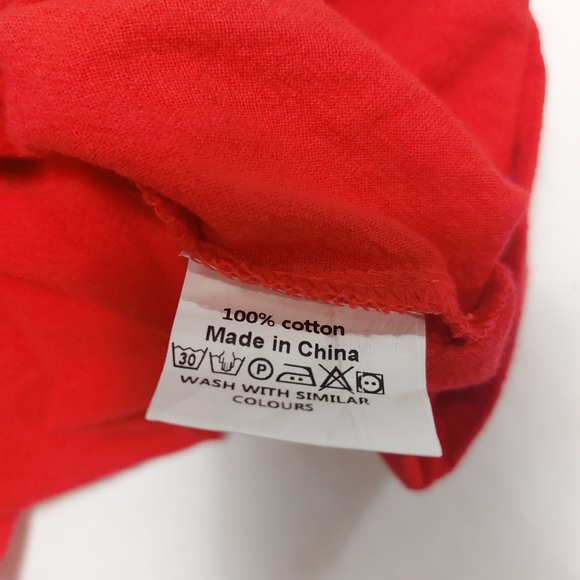 100% cotton
Made in China
30 P
WASH WITH SIMILAR
COLOURS